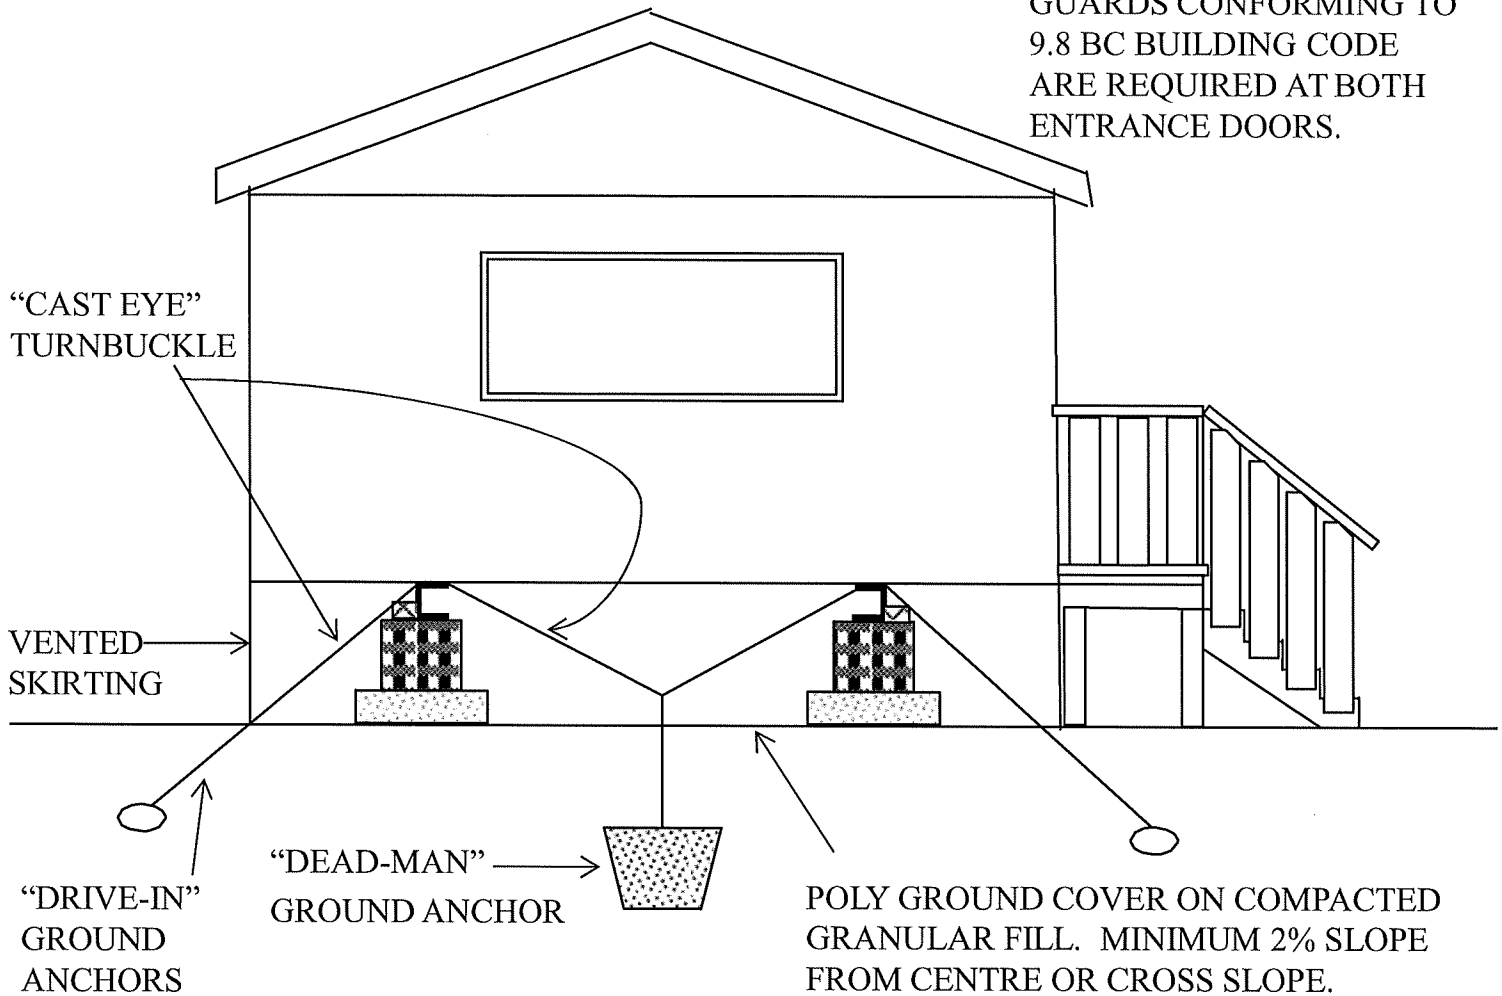 GUARDS CONFORMING TO
9.8 BC BUILDING CODE
ARE REQUIRED AT BOTH
ENTRANCE DOORS.
“CAST EYE”
TURNBUCKLE
VENTED
SKIRTING
“DRIVE-IN”
GROUND
ANCHORS
“DEAD-MAN”
GROUND ANCHOR
POLY GROUND COVER ON COMPACTED
GRANULAR FILL. MINIMUM 2% SLOPE
FROM CENTRE OR CROSS SLOPE.